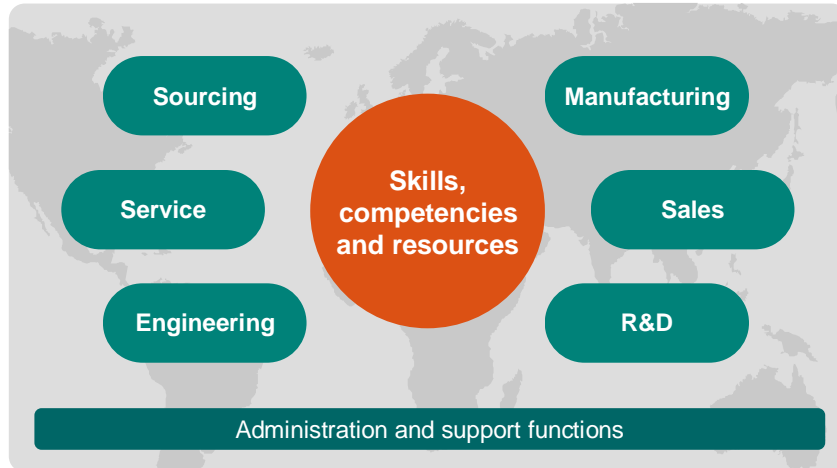 Sourcing
Manufacturing
Skills,
competencies
and resources
Service
Sales
Engineering
R&D
Administration and support functions